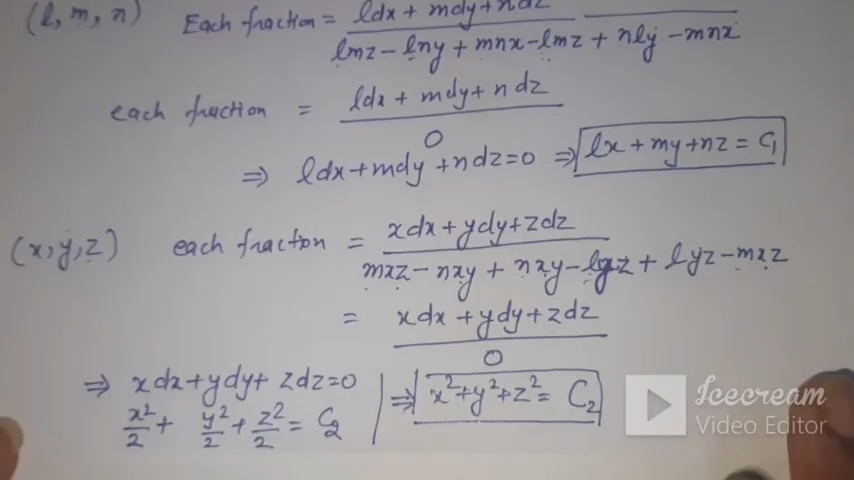 (l, m, n) Each fraction = ldx + mdy + ndz
lmz - lny + mnx - lmz + nly - mnx
each fraction = ldx + mdy + ndz
0
⇒ ldx + mdy + ndz = 0 ⇒ lx + my + nz = C₁
(x, y, z) each fraction = xdx + ydy + zdz
mxz - nxy + nxy - lyz + lyz - mxz
= xdx + ydy + zdz
0
⇒ xdx + ydy + zdz = 0
x²/2 + y²/2 + z²/2 = C₂
⇒ x² + y² + z² = C₂
Icecream
Video Editor